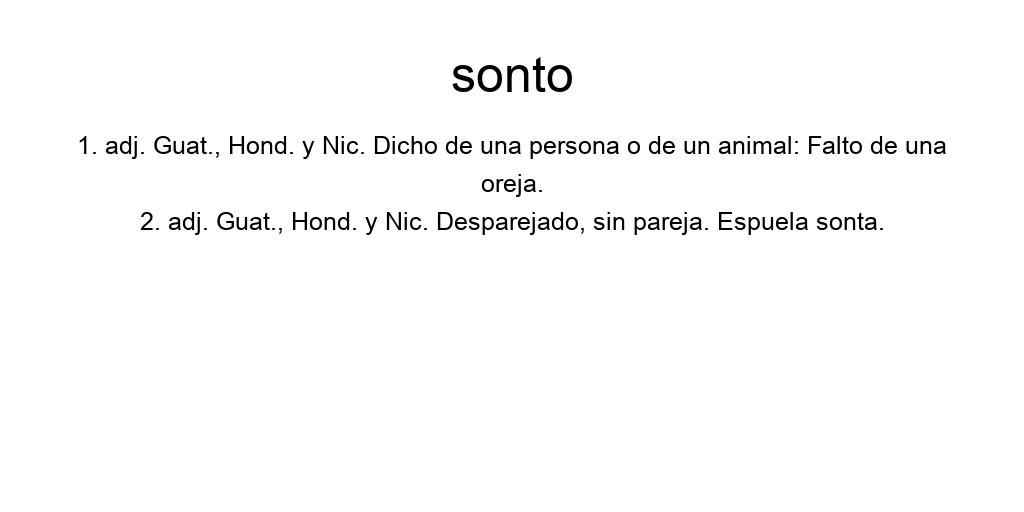 sonto
1. adj. Guat., Hond. y Nic. Dicho de una persona o de un animal: Falto de una
oreja.
2. adj. Guat., Hond. y Nic. Desparejado, sin pareja. Espuela sonta.